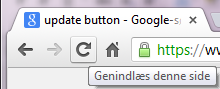 update button - Google-s
https://w
Genindlæs denne side